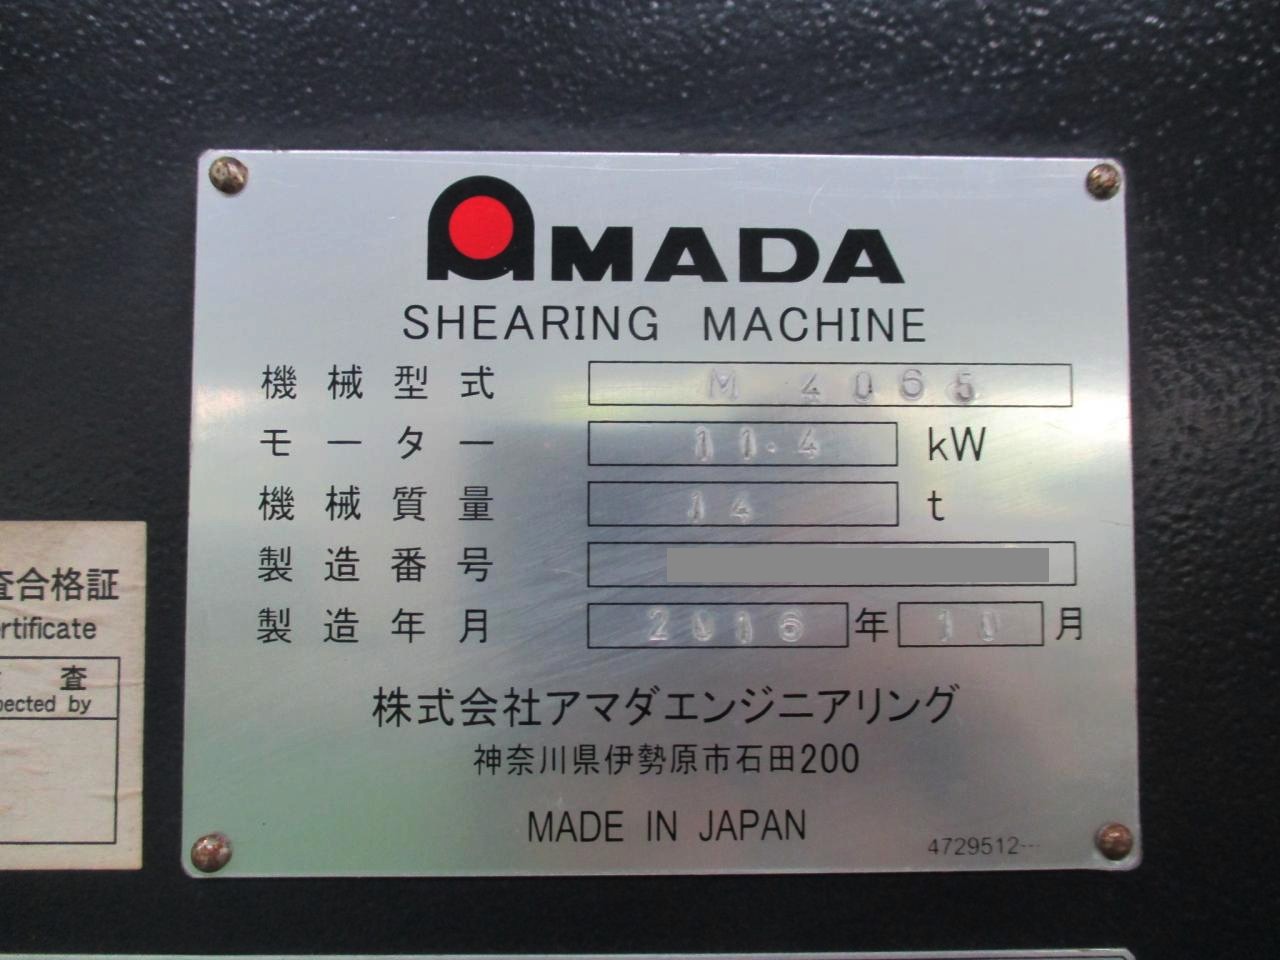 AMADA
SHEARING MACHINE
機械型式 M 4065
モーター 11.4 kW
機械質量 14 t
製造番号
製造年月 2016 年 10 月
株式会社アマダエンジニアリング
神奈川県伊勢原市石田200
MADE IN JAPAN
4729512---
査合格証
rtificate
査
pected by